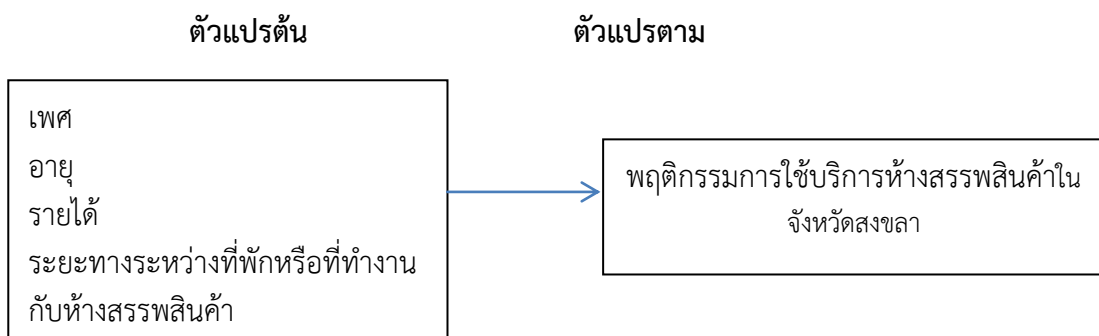 ตัวแปรต้น
ตัวแปรตาม
เพศ
อายุ
รายได้
ระยะทางระหว่างที่พักหรือที่ทำงาน
กับห้างสรรพสินค้า
พฤติกรรมการใช้บริการห้างสรรพสินค้าใน
จังหวัดสงขลา